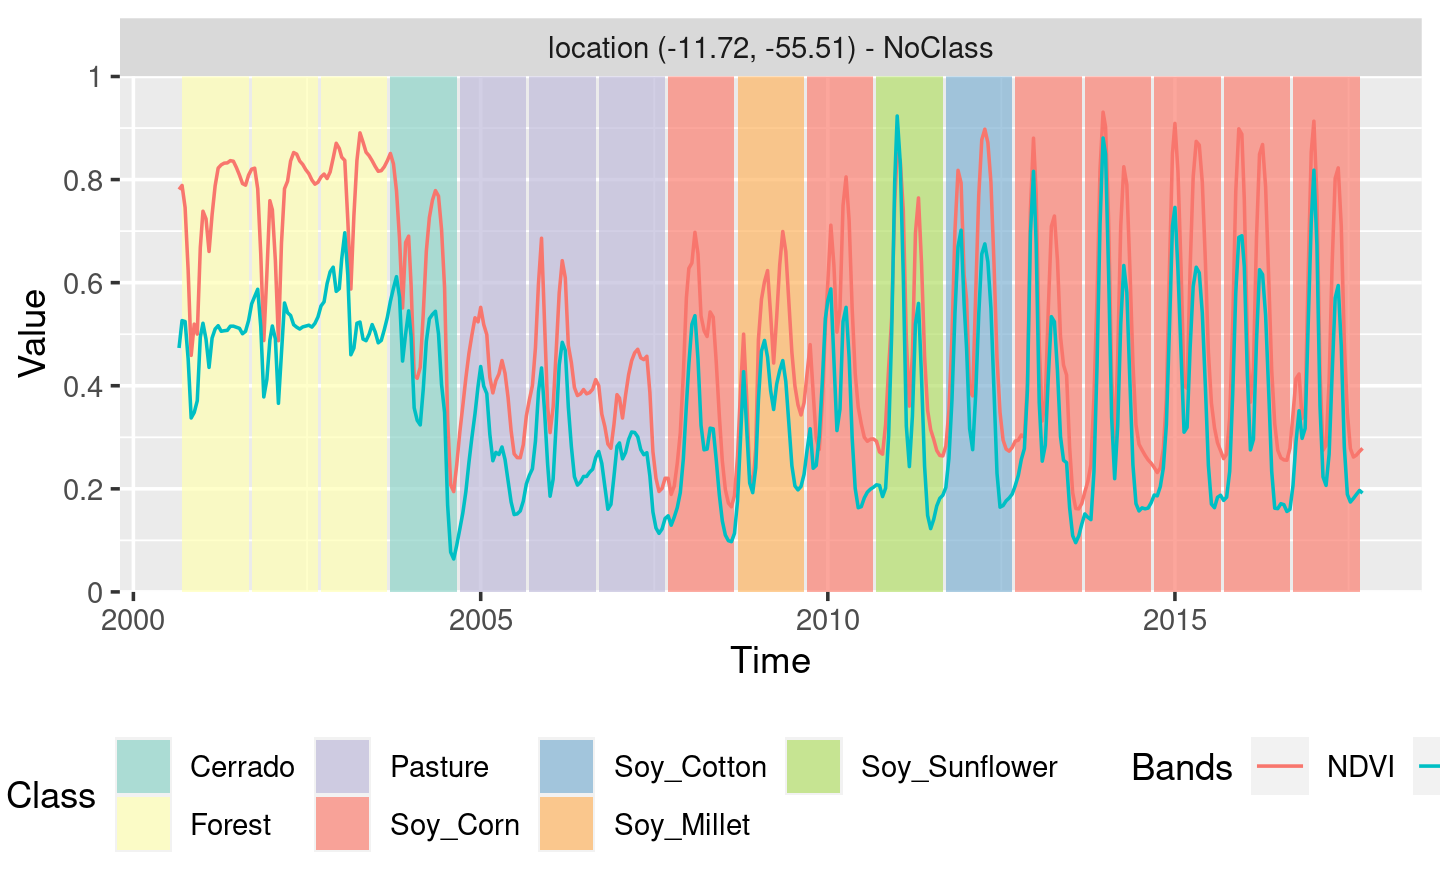 location (-11.72, -55.51) - NoClass
Value
1
0.8
0.6
0.4
0.2
0
2000 2005 2010 2015
Time
Class
Cerrado Pasture Soy_Cotton Soy_Sunflower
Forest Soy_Corn Soy_Millet
Bands NDVI